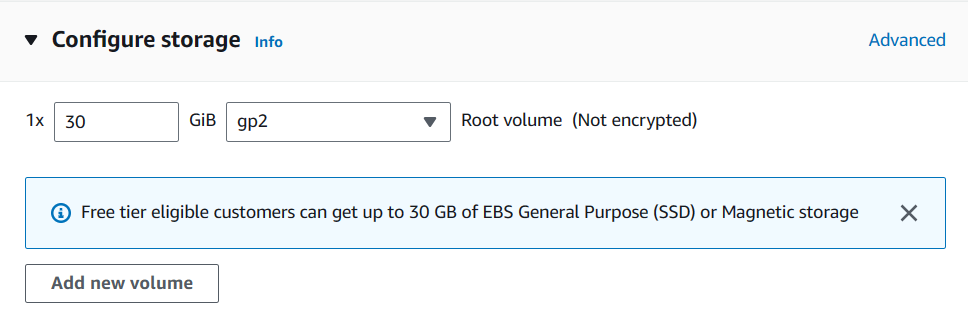 Configure storage Info Advanced
1x 30 GiB gp2 Root volume (Not encrypted)
Free tier eligible customers can get up to 30 GB of EBS General Purpose (SSD) or Magnetic storage
Add new volume